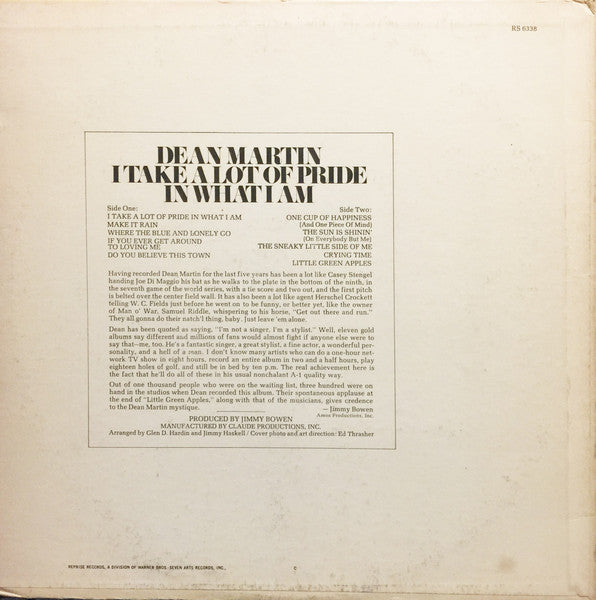 RS 6338
DEAN MARTIN
I TAKE A LOT OF PRIDE
IN WHAT I AM
Side One:
I TAKE A LOT OF PRIDE IN WHAT I AM
MAKE IT RAIN
WHERE THE BLUE AND LONELY GO
IF YOU EVER GET AROUND
TO LOVING ME
DO YOU BELIEVE THIS TOWN
Side Two:
ONE CUP OF HAPPINESS
(And One Piece Of Mind)
THE SUN IS SHININ'
(On Everybody But Me)
THE SNEAKY LITTLE SIDE OF ME
CRYING TIME
LITTLE GREEN APPLES
Having recorded Dean Martin for the last five years has been a lot like Casey Stengel
handing Joe Di Maggio his bat as he walks to the plate in the bottom of the ninth, in
the seventh game of the world series, with a tie score and two out, and the first pitch
is belted over the center field wall. It has also been a lot like agent Herschel Crockett
telling W. C. Fields just before he went on to be funny, or better yet, like the owner
of Man o' War, Samuel Riddle, whispering to his horse, "Get out there and run."
They all gonna do their natch'l thing, baby. Just leave 'em alone.
Dean has been quoted as saying, "I'm not a singer, I'm a stylist." Well, eleven gold
albums say different and millions of fans would almost fight if anyone else were to
say that—me, too. He's a fantastic singer, a great stylist, a fine actor, a wonderful per-
sonality, and a hell of a man. I don't know many artists who can do a one-hour net-
work TV show in eight hours, record an entire album in two and a half hours, play
eighteen holes of golf, and still be in bed by ten p.m. The real achievement here is
the fact that he'll do all of these in his usual nonchalant A-1 quality way.
Out of one thousand people who were on the waiting list, three hundred were on
hand in the studios when Dean recorded this album. Their spontaneous applause at
the end of "Little Green Apples," along with that of the musicians, gives credence
to the Dean Martin mystique.
— Jimmy Bowen
Amos Productions, Inc.
PRODUCED BY JIMMY BOWEN
MANUFACTURED BY CLAUDE PRODUCTIONS, INC.
Arranged by Glen D. Hardin and Jimmy Haskell / Cover photo and art direction: Ed Thrasher
REPRISE RECORDS, A DIVISION OF WARNER BROS.-SEVEN ARTS RECORDS, INC.
C